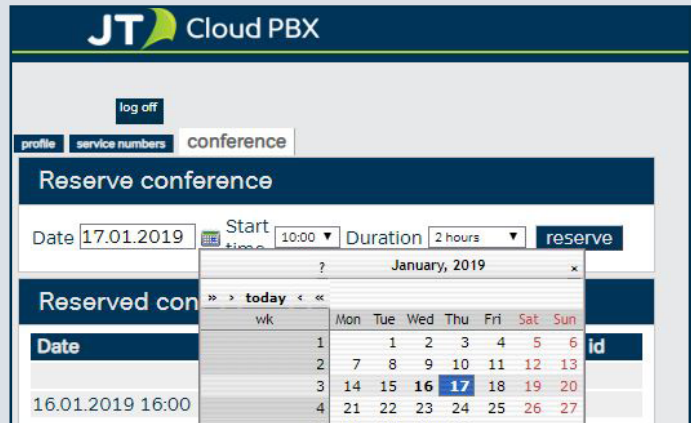 JT Cloud PBX
log off
profile service numbers conference
Reserve conference
Date 17.01.2019 Start time 10:00 Duration 2 hours reserve
? January, 2019 ×
» › today ‹ «
wk Mon Tue Wed Thu Fri Sat Sun
1 1 2 3 4 5 6
2 7 8 9 10 11 12 13
3 14 15 16 17 18 19 20
4 21 22 23 24 25 26 27
Reserved con
Date id
16.01.2019 16:00